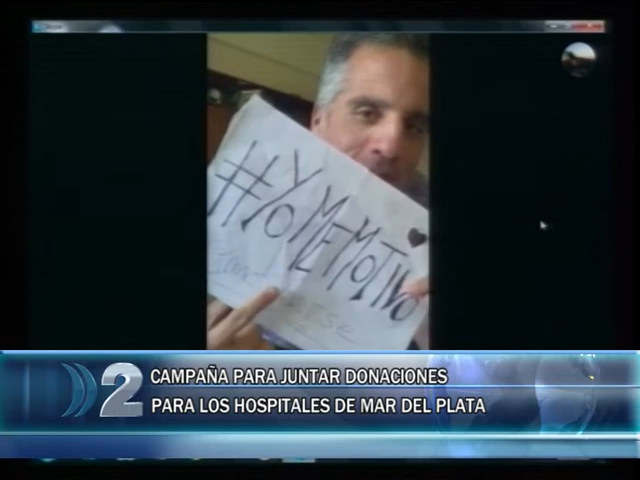 #YOMEMOTIVO
2
CAMPAÑA PARA JUNTAR DONACIONES
PARA LOS HOSPITALES DE MAR DEL PLATA